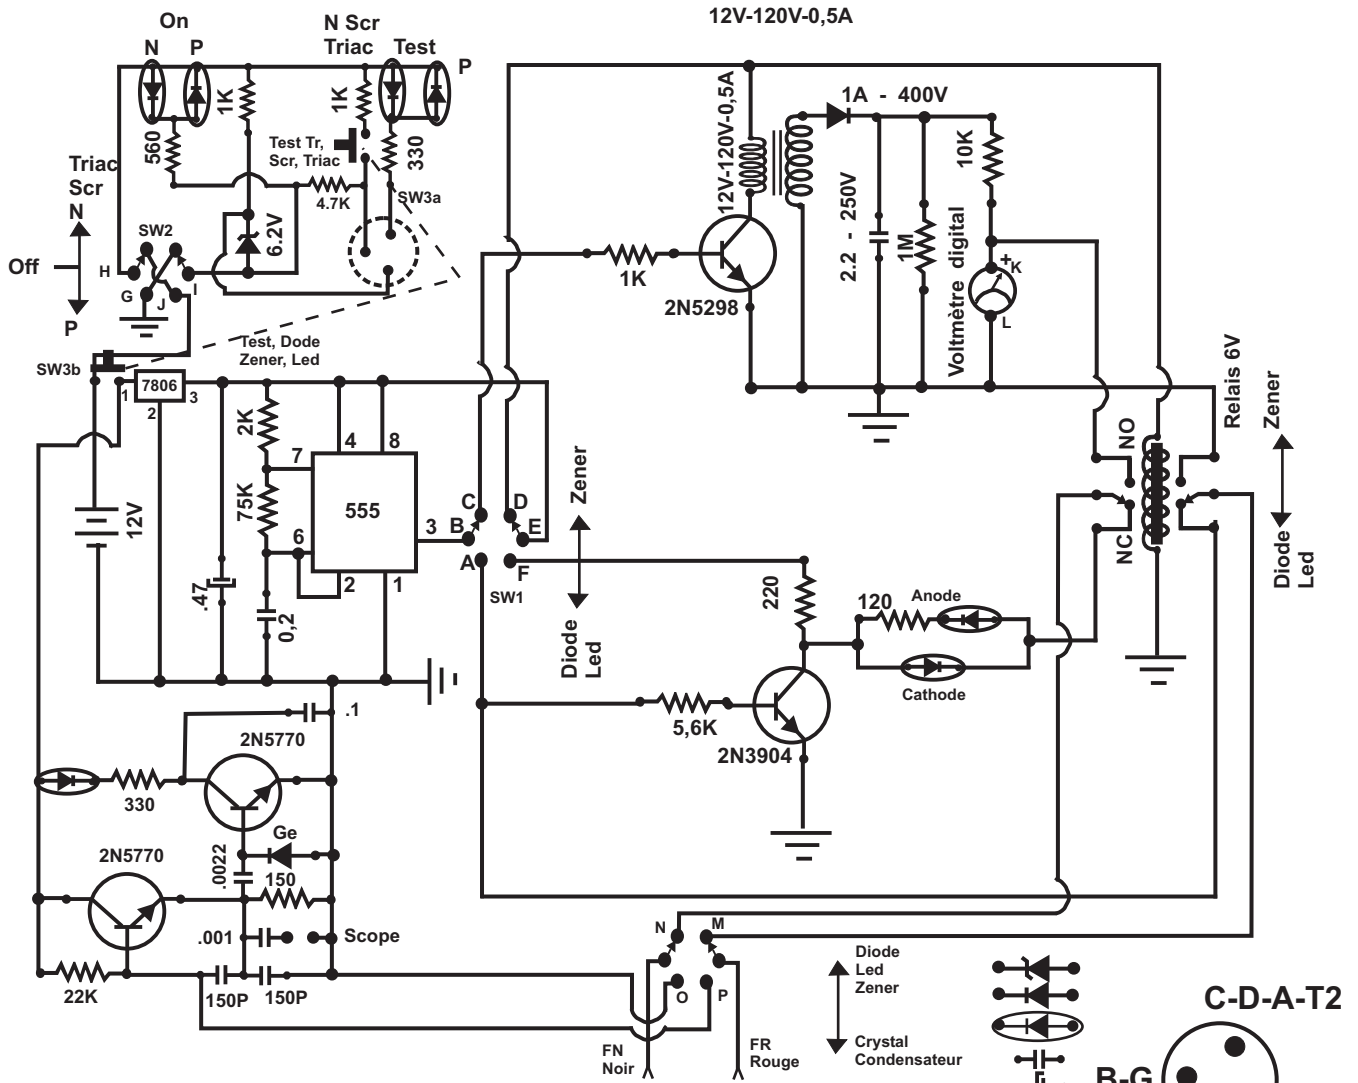 12V-120V-0,5A
On
N Scr
Triac
Test
N
P
P
1K
1K
560
Test Tr,
Scr, Triac
330
4.7K
SW3a
Triac
Scr
N
SW2
6.2V
Off
H
I
G
J
P
Test, Dode
Zener, Led
SW3b
1
7806
3
2
12V-120V-0,5A
1A - 400V
10K
2.2 - 250V
1M
Voltmètre digital
+K
L
1K
2N5298
Relais 6V
Zener
NO
NC
Diode
Led
2K
7
4
8
75K
555
6
2
1
3
12V
.47
0,2
C
D
B
E
A
F
SW1
Zener
Diode
Led
220
120
Anode
Cathode
5,6K
2N3904
.1
2N5770
330
Ge
2N5770
.0022
150
.001
Scope
22K
150P
150P
N
M
O
P
FN
Noir
FR
Rouge
Diode
Led
Zener
Crystal
Condensateur
C-D-A-T2
B-G